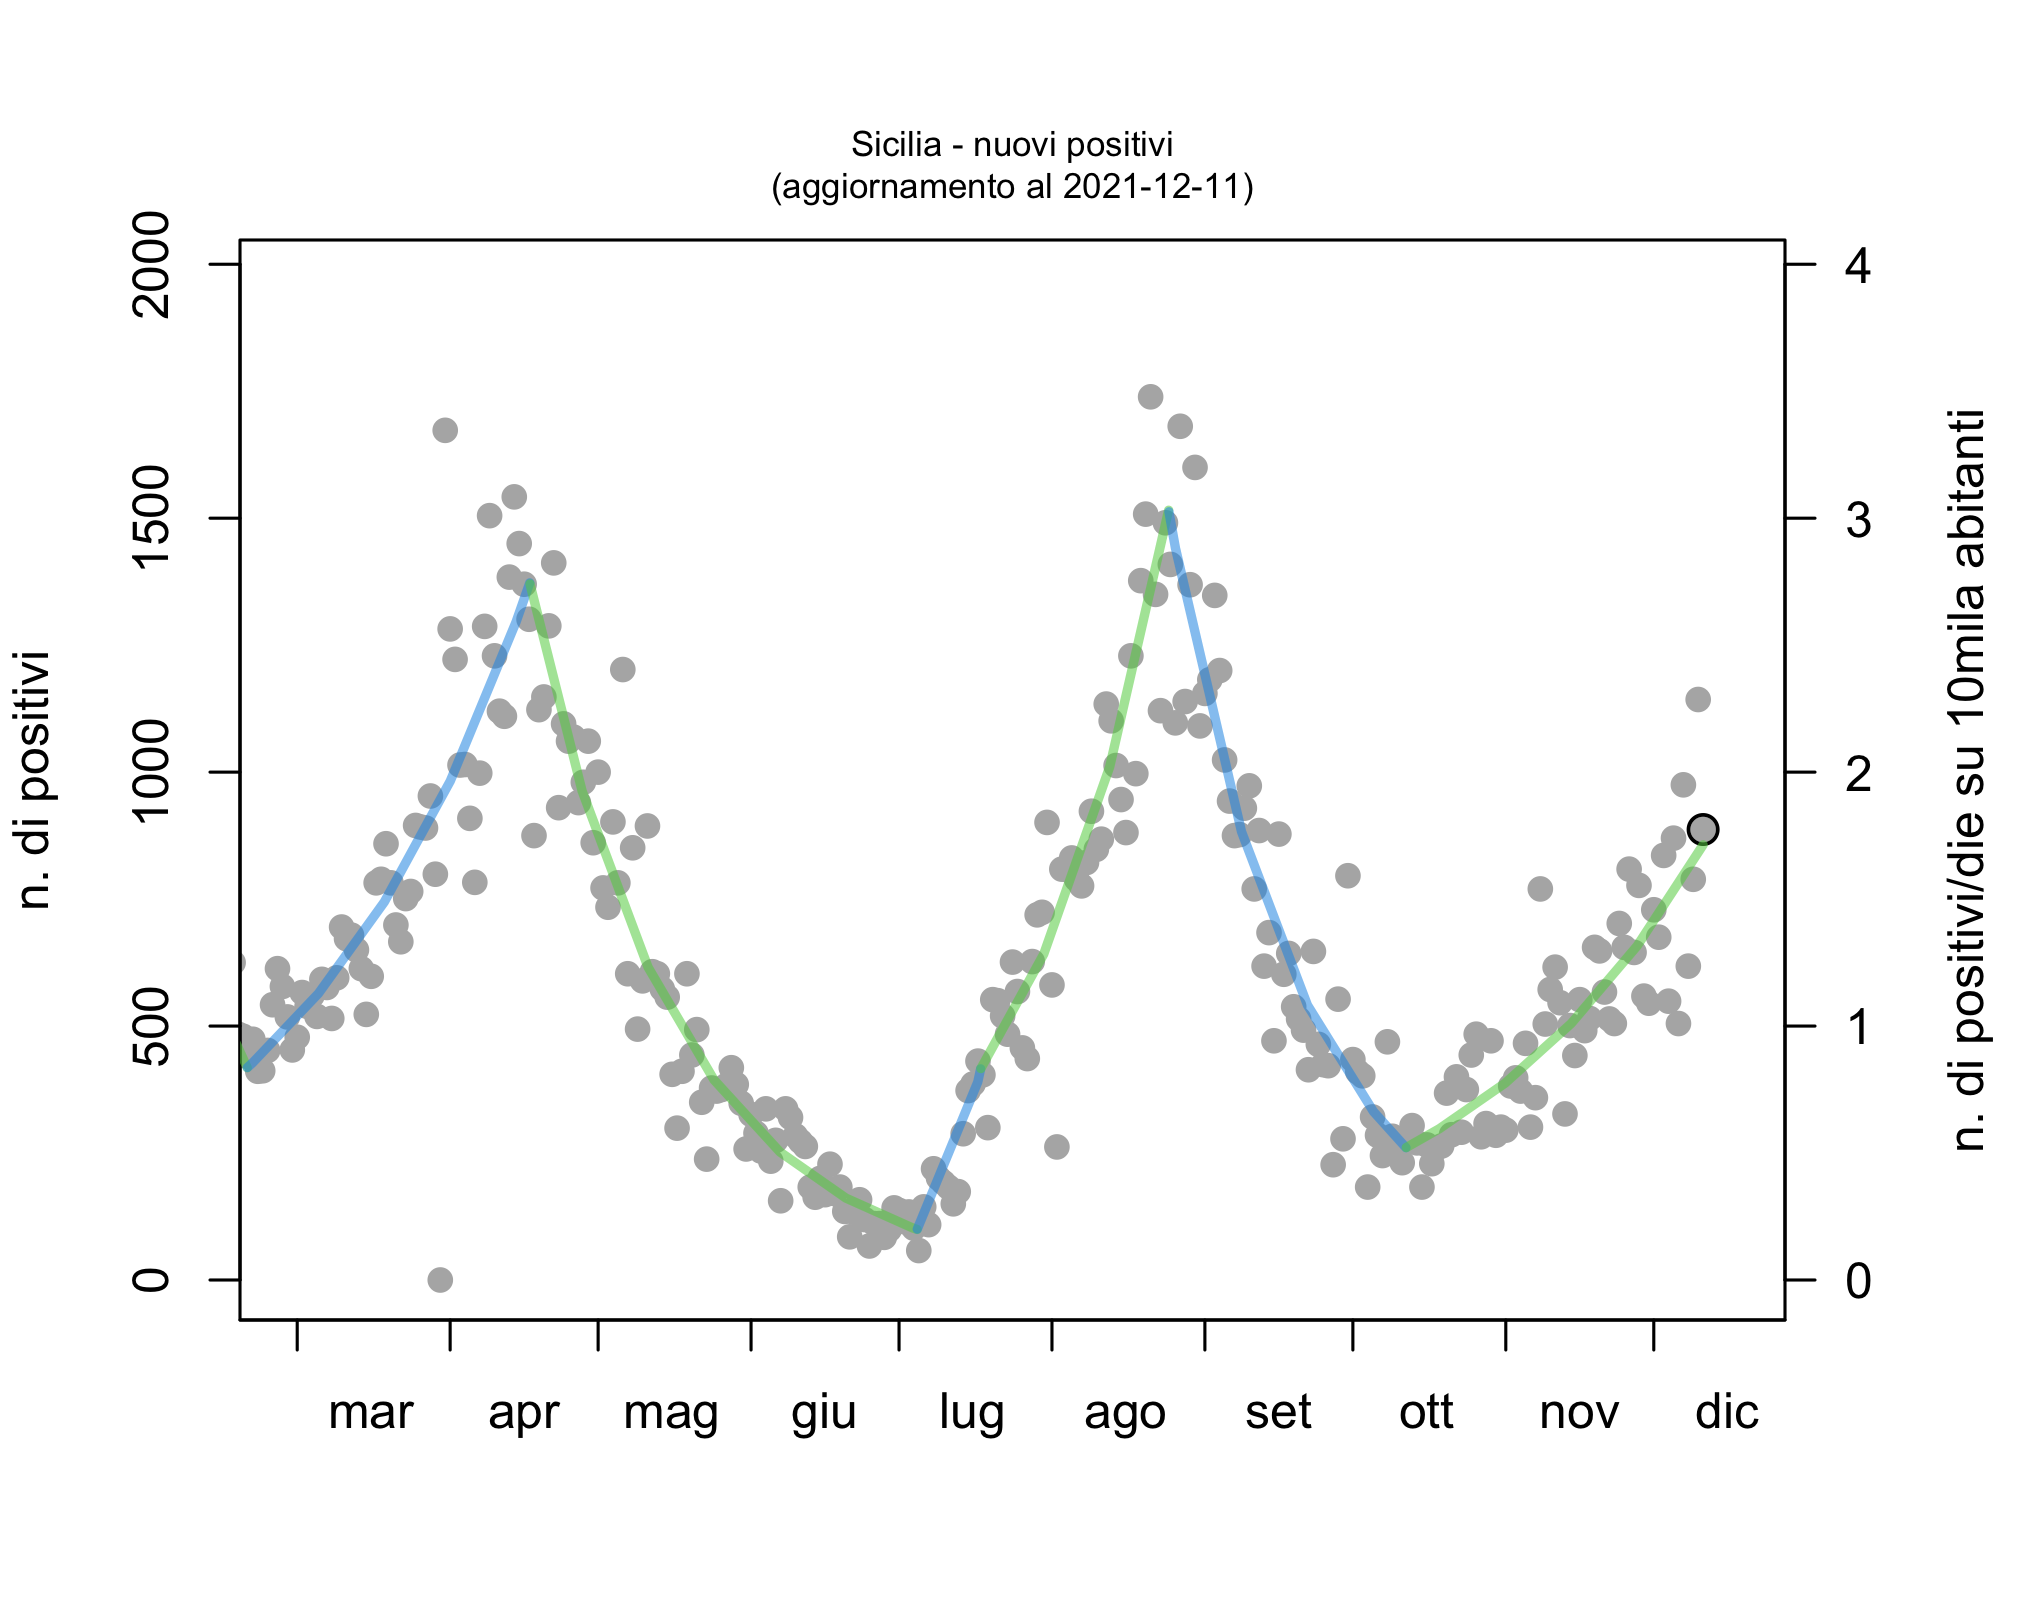 Sicilia - nuovi positivi
(aggiornamento al 2021-12-11)
n. di positivi
2000
1500
1000
500
0
4
3
2
1
0
n. di positivi/die su 10mila abitanti
mar apr mag giu lug ago set ott nov dic